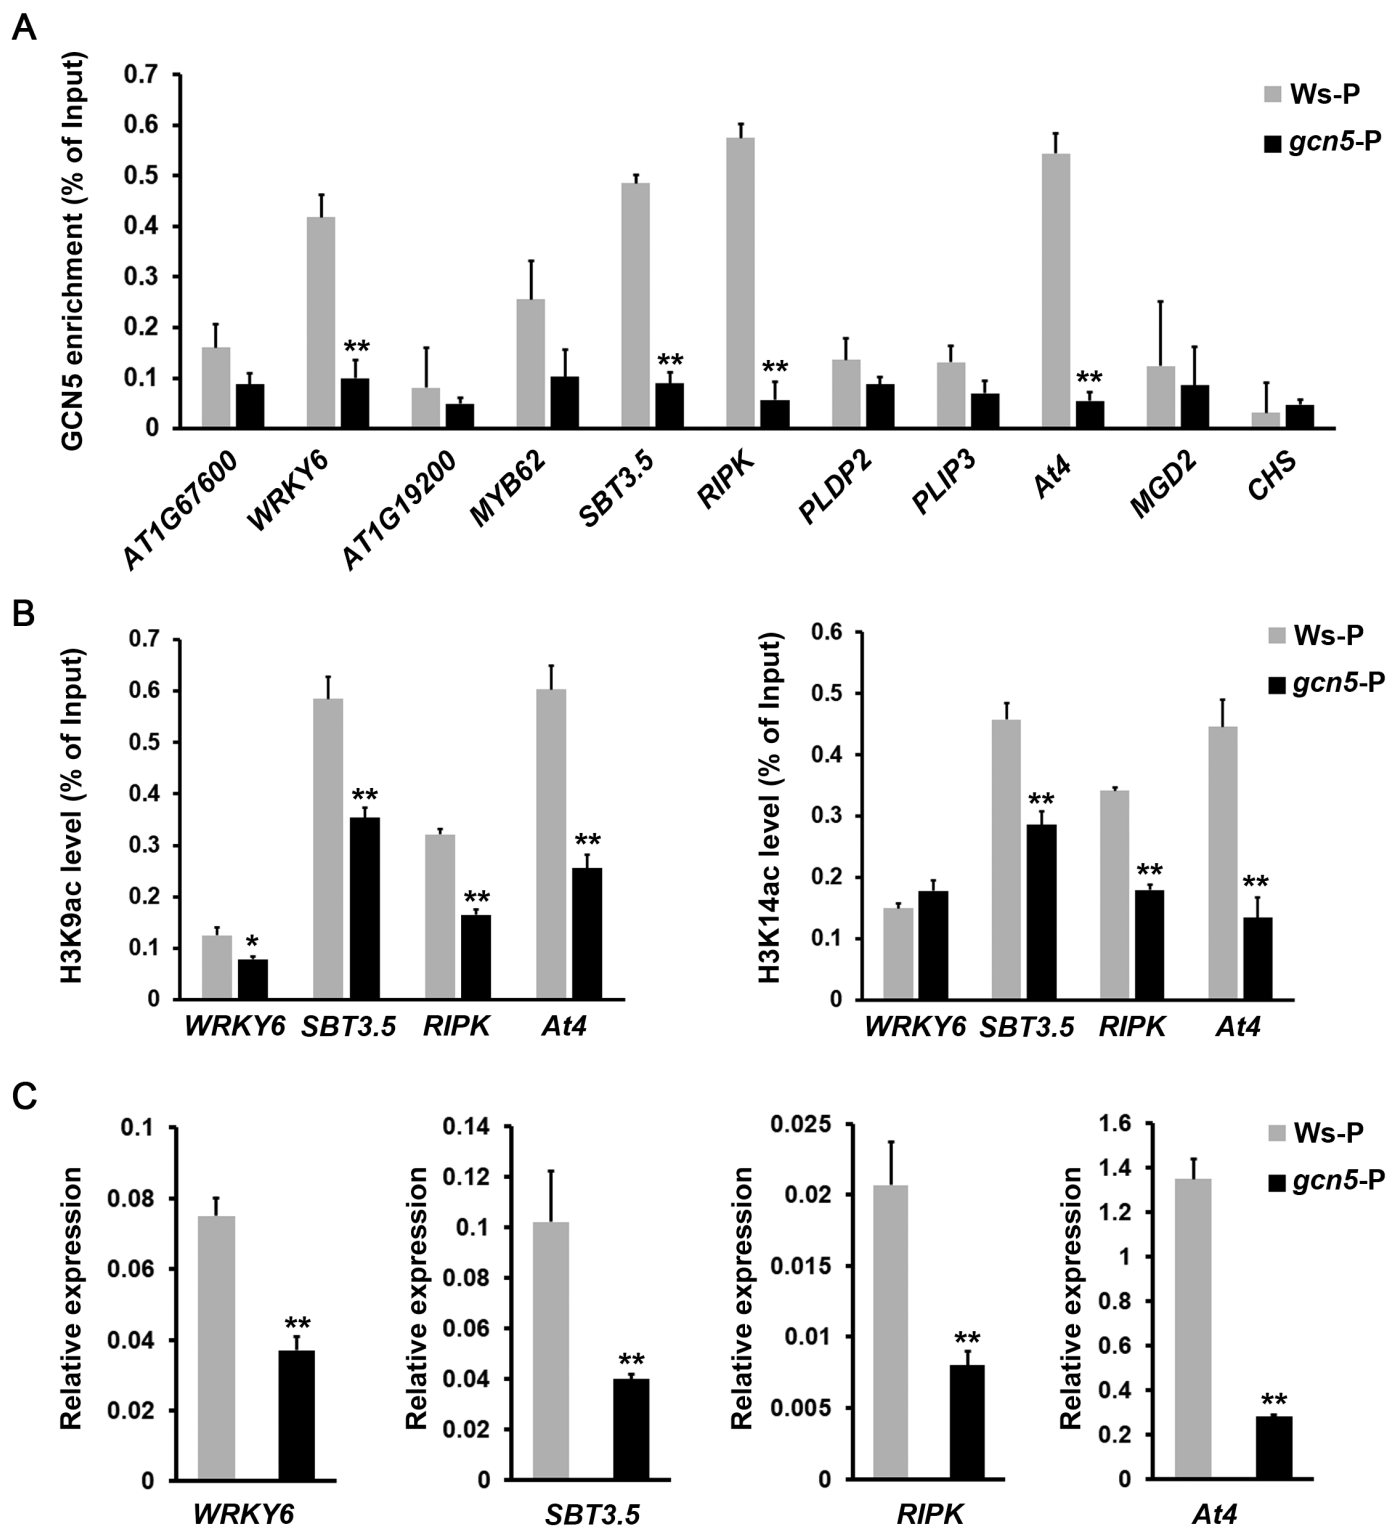 A
GCN5 enrichment (% of Input)
0.7
0.6
0.5
0.4
0.3
0.2
0.1
0
Ws-P
gcn5-P
**
**
**
**
AT1G67600
WRKY6
AT1G19200
MYB62
SBT3.5
RIPK
PLDP2
PLIP3
At4
MGD2
CHS
B
H3K9ac level (% of Input)
0.7
0.6
0.5
0.4
0.3
0.2
0.1
0
*
**
**
**
WRKY6 SBT3.5 RIPK At4
H3K14ac level (% of Input)
0.6
0.5
0.4
0.3
0.2
0.1
0
**
**
**
WRKY6 SBT3.5 RIPK At4
Ws-P
gcn5-P
C
Relative expression
0.1
0.08
0.06
0.04
0.02
0
**
WRKY6
Relative expression
0.14
0.12
0.1
0.08
0.06
0.04
0.02
0
**
SBT3.5
Relative expression
0.025
0.02
0.015
0.01
0.005
0
**
RIPK
Relative expression
1.6
1.4
1.2
1
0.8
0.6
0.4
0.2
0
**
At4
Ws-P
gcn5-P